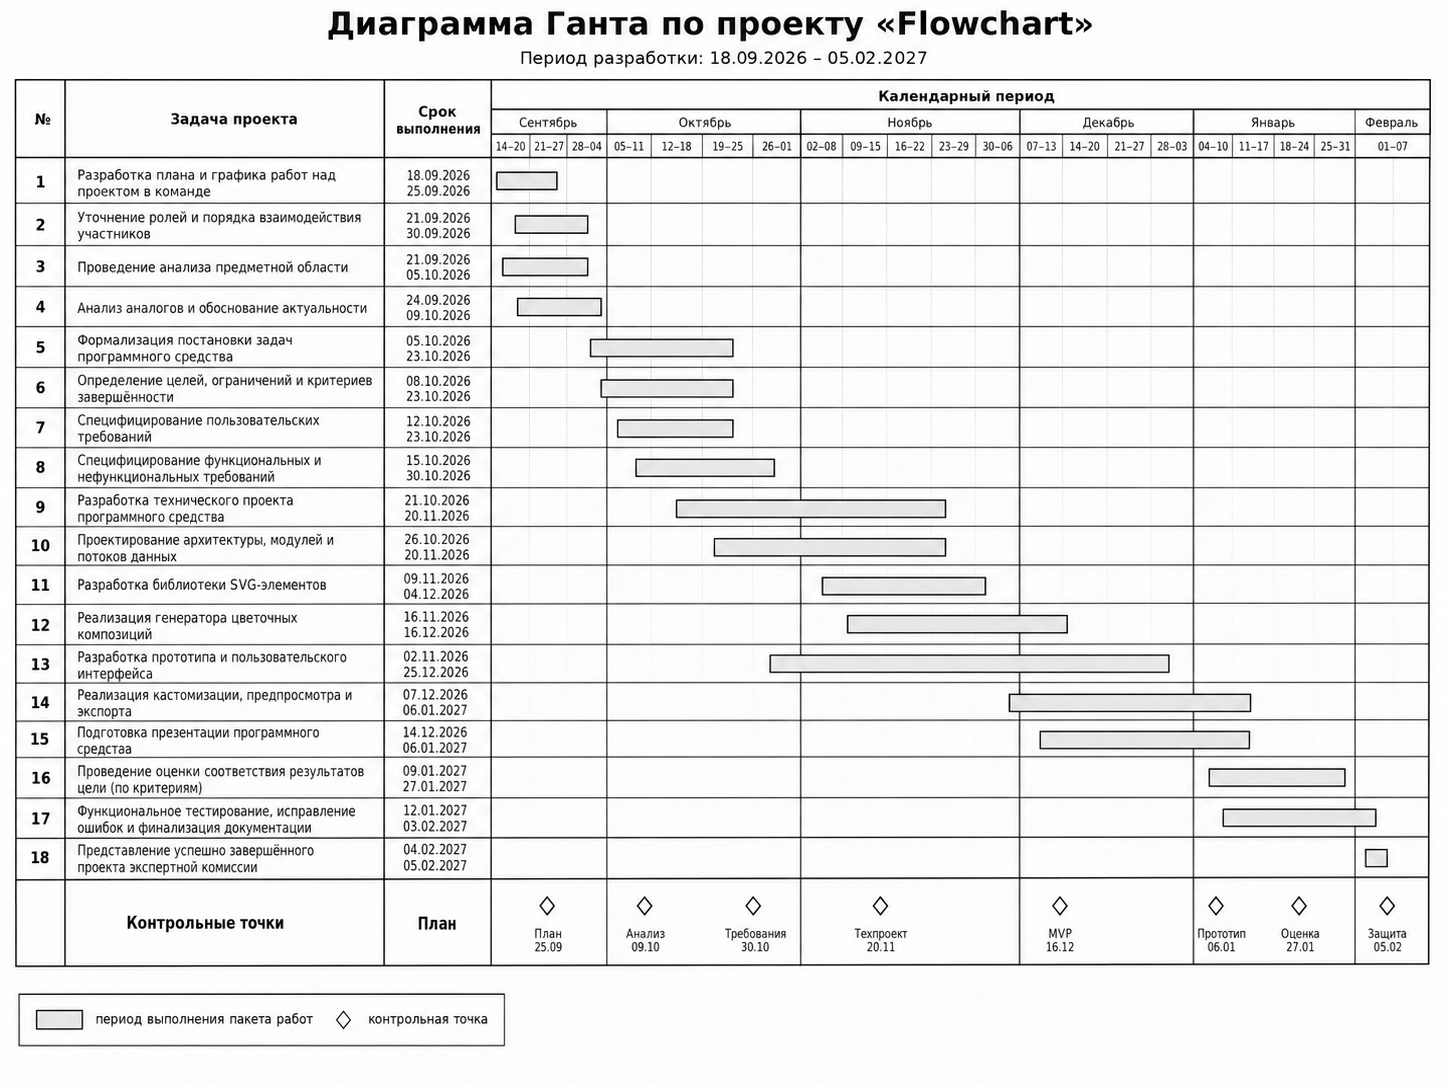 Диаграмма Ганта по проекту «Flowchart»
Период разработки: 18.09.2026 – 05.02.2027
№
Задача проекта
Срок
выполнения
Календарный период
Сентябрь
Октябрь
Ноябрь
Декабрь
Январь
Февраль
14–20 21–27 28–04 05–11 12–18 19–25 26–01 02–08 09–15 16–22 23–29 30–06 07–13 14–20 21–27 28–03 04–10 11–17 18–24 25–31 01–07
1
Разработка плана и графика работ над
проектом в команде
18.09.2026
25.09.2026
2
Уточнение ролей и порядка взаимодействия
участников
21.09.2026
30.09.2026
3
Проведение анализа предметной области
21.09.2026
05.10.2026
4
Анализ аналогов и обоснование актуальности
24.09.2026
09.10.2026
5
Формализация постановки задач
программного средства
05.10.2026
23.10.2026
6
Определение целей, ограничений и критериев
завершённости
08.10.2026
23.10.2026
7
Специфицирование пользовательских
требований
12.10.2026
23.10.2026
8
Специфицирование функциональных и
нефункциональных требований
15.10.2026
30.10.2026
9
Разработка технического проекта
программного средства
21.10.2026
20.11.2026
10
Проектирование архитектуры, модулей и
потоков данных
26.10.2026
20.11.2026
11
Разработка библиотеки SVG-элементов
09.11.2026
04.12.2026
12
Реализация генератора цветочных
композиций
16.11.2026
16.12.2026
13
Разработка прототипа и пользовательского
интерфейса
02.11.2026
25.12.2026
14
Реализация кастомизации, предпросмотра и
экспорта
07.12.2026
06.01.2027
15
Подготовка презентации программного
средстаа
14.12.2026
06.01.2027
16
Проведение оценки соответствия результатов
цели (по критериям)
09.01.2027
27.01.2027
17
Функциональное тестирование, исправление
ошибок и финализация документации
12.01.2027
03.02.2027
18
Представление успешно завершённого
проекта экспертной комиссии
04.02.2027
05.02.2027
Контрольные точки
План
План
25.09
Анализ
09.10
Требования
30.10
Техпроект
20.11
MVP
16.12
Прототип
06.01
Оценка
27.01
Защита
05.02
период выполнения пакета работ
контрольная точка